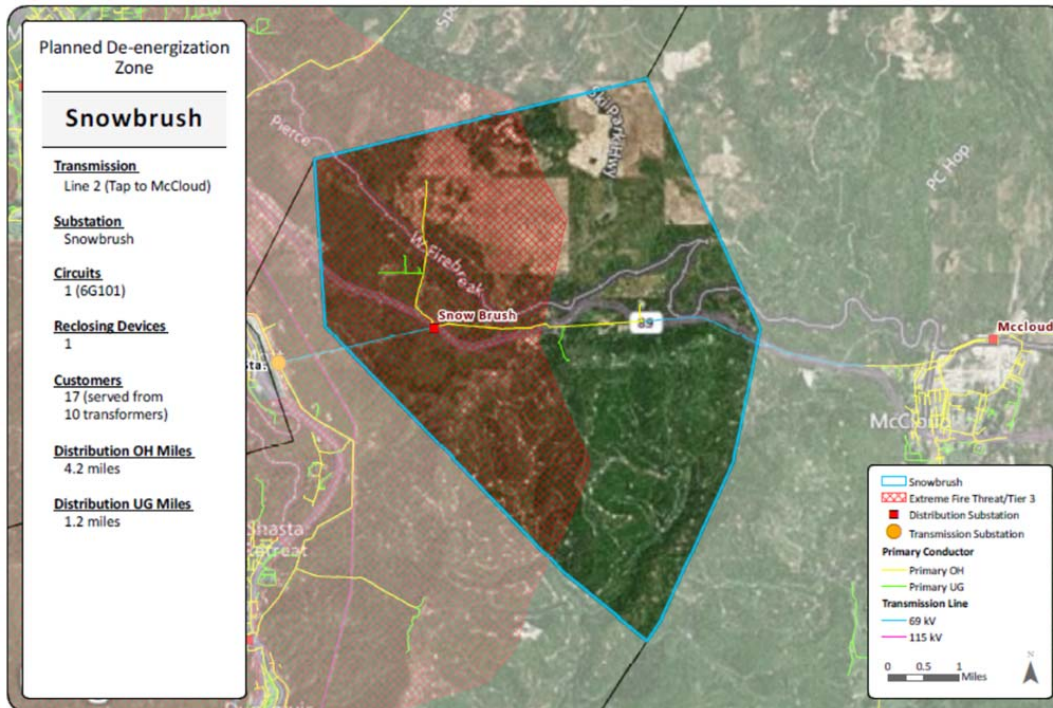 Planned De-energization
Zone
Snowbrush
Transmission
Line 2 (Tap to McCloud)
Substation
Snowbrush
Circuits
1 (6G101)
Reclosing Devices
1
Customers
17 (served from
10 transformers)
Distribution OH Miles
4.2 miles
Distribution UG Miles
1.2 miles
Ski Park Hwy
Pierce
PC Hop
W. Firebreak
Snow Brush
89
Mccloud
McCloud
Snowbrush
Extreme Fire Threat/Tier 3
Distribution Substation
Transmission Substation
Primary Conductor
Primary OH
Primary UG
Transmission Line
69 kV
115 kV
0 0.5 1
Miles
N